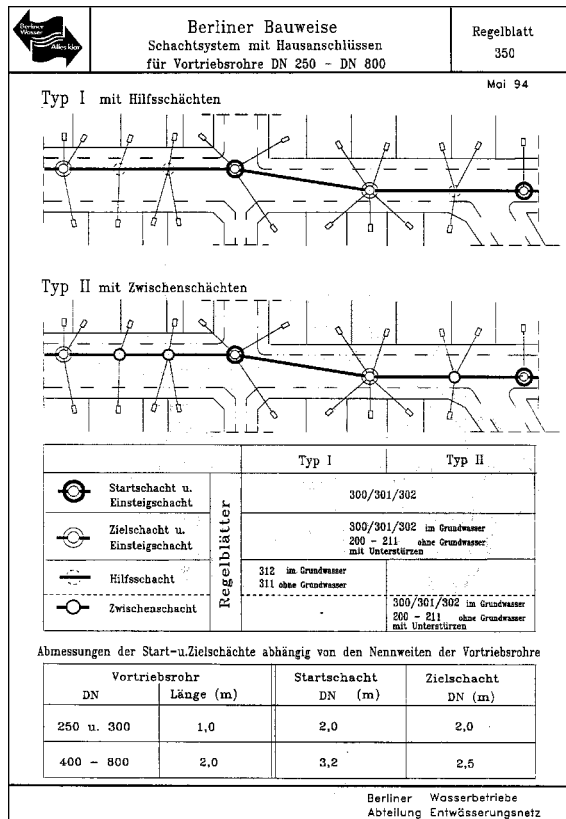 Berliner
Wasser
Alles klar
Berliner Bauweise
Schachtsystem mit Hausanschlüssen
für Vortriebsrohre DN 250 - DN 800
Regelblatt
350
Mai 94
Typ I mit Hilfsschächten
Typ II mit Zwischenschächten
Typ I Typ II
Regelblätter
Startschacht u.
Einsteigschacht
300/301/302
Zielschacht u.
Einsteigschacht
300/301/302 im Grundwasser
200 - 211 ohne Grundwasser
mit Unterstürzen
Hilfsschacht
312 im Grundwasser
311 ohne Grundwasser
Zwischenschacht
-
300/301/302 im Grundwasser
200 - 211 ohne Grundwasser
mit Unterstürzen
Abmessungen der Start-u.Zielschächte abhängig von den Nennweiten der Vortriebsrohre
Vortriebsrohr Startschacht Zielschacht
DN Länge (m) DN (m) DN (m)
250 u. 300 1,0 2,0 2,0
400 - 800 2,0 3,2 2,5
Berliner Wasserbetriebe
Abteilung Entwässerungsnetz